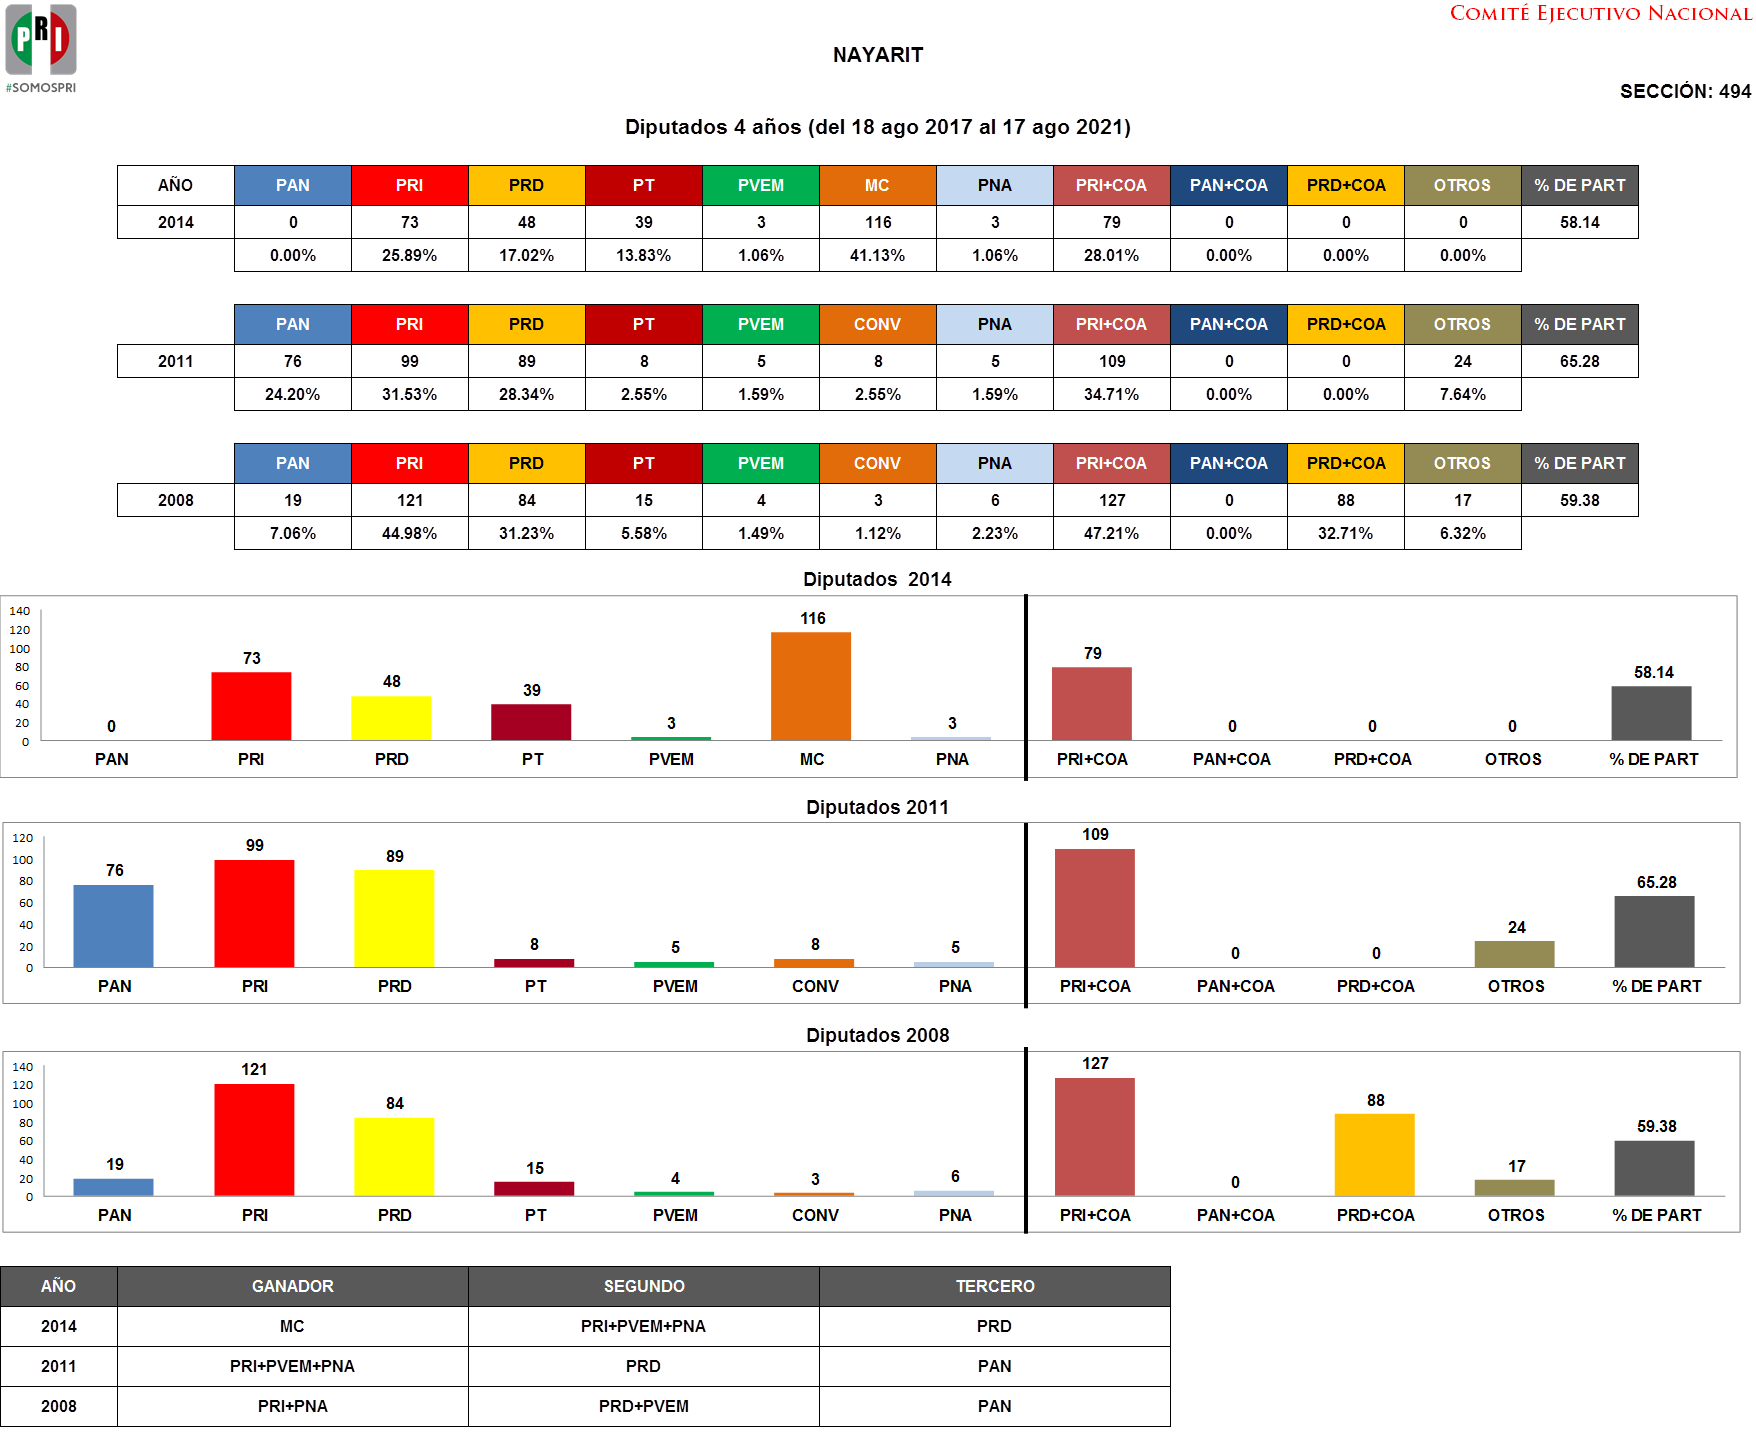 PRI
#SOMOSPRI
COMITÉ EJECUTIVO NACIONAL
NAYARIT
SECCIÓN: 494
Diputados 4 años (del 18 ago 2017 al 17 ago 2021)
AÑO PAN PRI PRD PT PVEM MC PNA PRI+COA PAN+COA PRD+COA OTROS % DE PART
2014 0 73 48 39 3 116 3 79 0 0 0 58.14
0.00% 25.89% 17.02% 13.83% 1.06% 41.13% 1.06% 28.01% 0.00% 0.00% 0.00%
PAN PRI PRD PT PVEM CONV PNA PRI+COA PAN+COA PRD+COA OTROS % DE PART
2011 76 99 89 8 5 8 5 109 0 0 24 65.28
24.20% 31.53% 28.34% 2.55% 1.59% 2.55% 1.59% 34.71% 0.00% 0.00% 7.64%
PAN PRI PRD PT PVEM CONV PNA PRI+COA PAN+COA PRD+COA OTROS % DE PART
2008 19 121 84 15 4 3 6 127 0 88 17 59.38
7.06% 44.98% 31.23% 5.58% 1.49% 1.12% 2.23% 47.21% 0.00% 32.71% 6.32%
Diputados 2014
140
120
100
80
60
40
20
0
0 73 48 39 3 116 3 79 0 0 0 58.14
PAN PRI PRD PT PVEM MC PNA PRI+COA PAN+COA PRD+COA OTROS % DE PART
Diputados 2011
120
100
80
60
40
20
0
76 99 89 8 5 8 5 109 0 0 24 65.28
PAN PRI PRD PT PVEM CONV PNA PRI+COA PAN+COA PRD+COA OTROS % DE PART
Diputados 2008
140
120
100
80
60
40
20
0
19 121 84 15 4 3 6 127 0 88 17 59.38
PAN PRI PRD PT PVEM CONV PNA PRI+COA PAN+COA PRD+COA OTROS % DE PART
AÑO GANADOR SEGUNDO TERCERO
2014 MC PRI+PVEM+PNA PRD
2011 PRI+PVEM+PNA PRD PAN
2008 PRI+PNA PRD+PVEM PAN